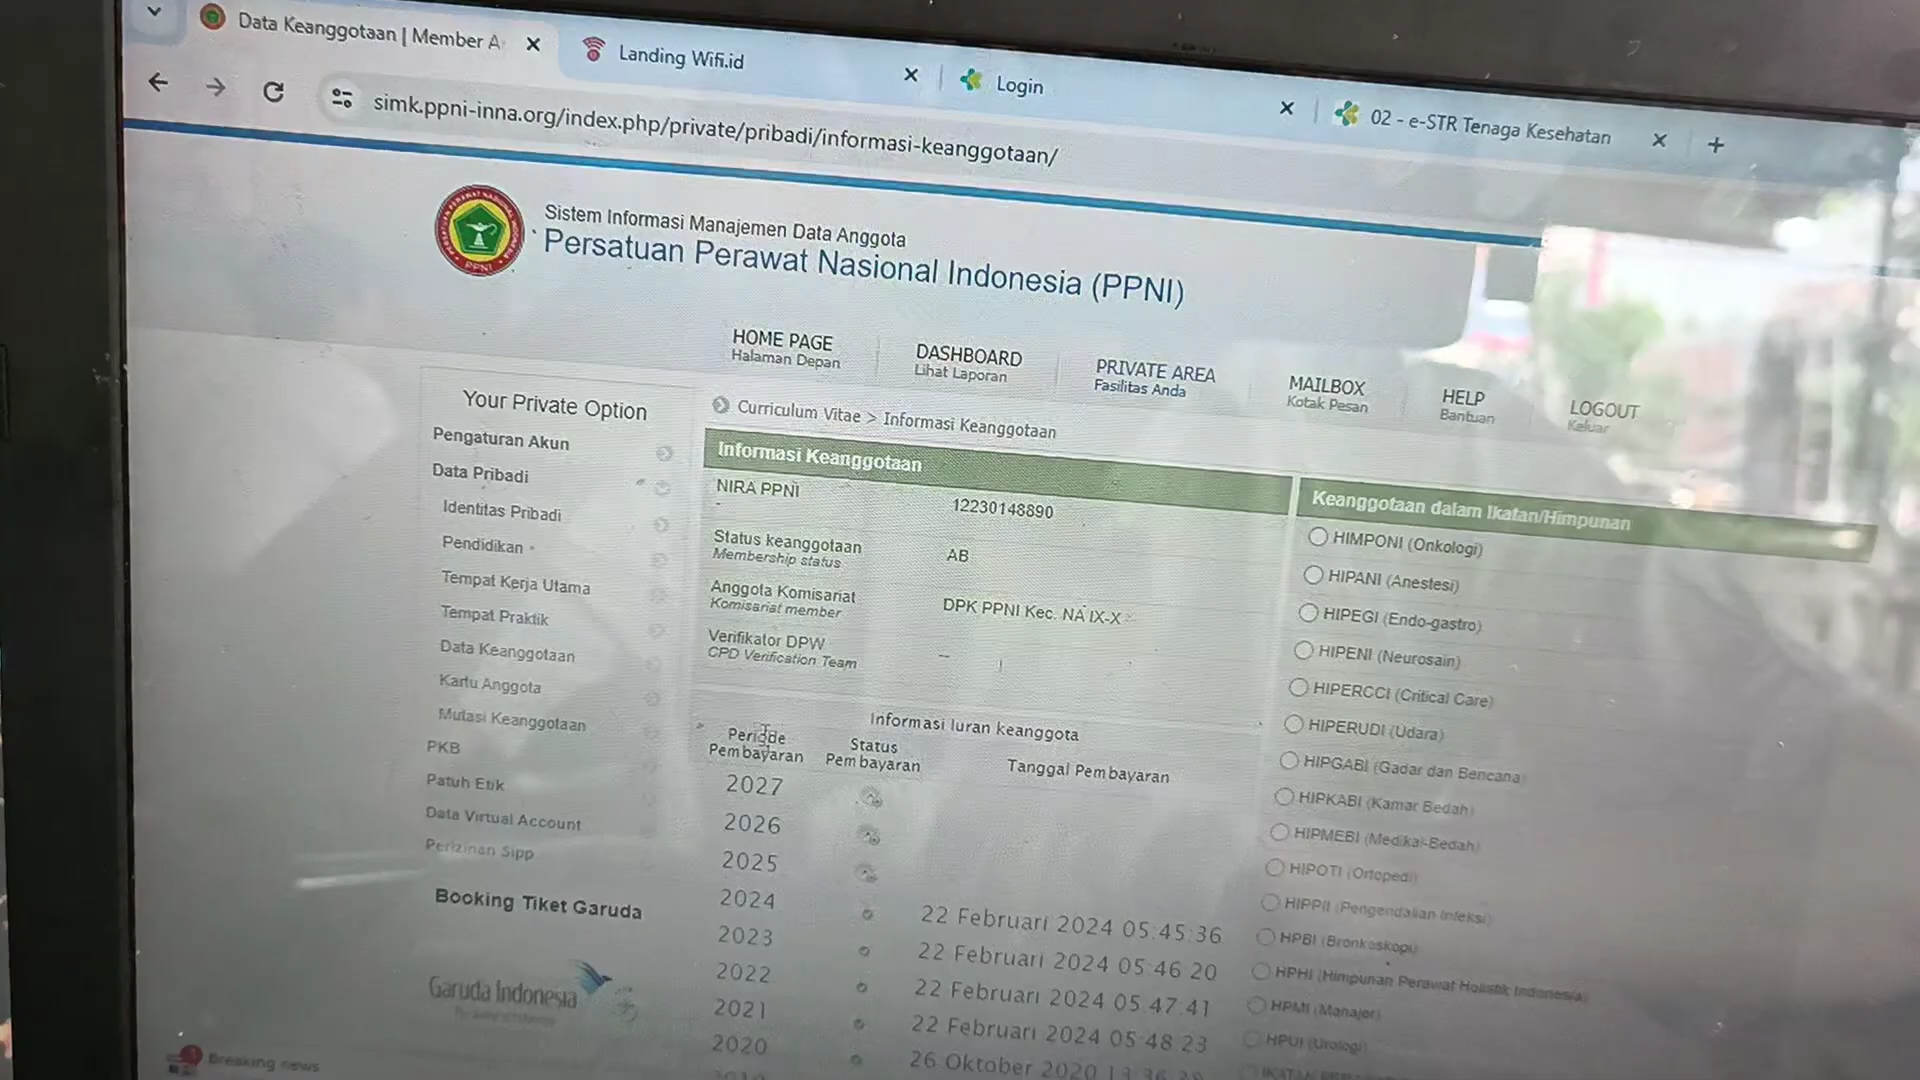 Data Keanggotaan | Member A
Landing Wifi.id
Login
02 - e-STR Tenaga Kesehatan
simk.ppni-inna.org/index.php/private/pribadi/informasi-keanggotaan/
Sistem Informasi Manajemen Data Anggota
Persatuan Perawat Nasional Indonesia (PPNI)
PPNI
HOME PAGE
Halaman Depan
DASHBOARD
Lihat Laporan
PRIVATE AREA
Fasilitas Anda
MAILBOX
Kotak Pesan
HELP
Bantuan
LOGOUT
Keluar
Your Private Option
Pengaturan Akun
Data Pribadi
Identitas Pribadi
Pendidikan
Tempat Kerja Utama
Tempat Praktik
Data Keanggotaan
Kartu Anggota
Mutasi Keanggotaan
PKB
Patuh Etik
Data Virtual Account
Perizinan Sipp
Booking Tiket Garuda
Garuda Indonesia
Breaking news
Curriculum Vitae > Informasi Keanggotaan
Informasi Keanggotaan
NIRA PPNI 12230148890
-
Status keanggotaan AB
Membership status
Anggota Komisariat DPK PPNI Kec. NA IX-X
Komisariat member
Verifikator DPW
CPD Verification Team
Informasi Iuran keanggota
Periode Pembayaran
Status Pembayaran
Tanggal Pembayaran
2027
2026
2025
2024 22 Februari 2024 05:45:36
2023 22 Februari 2024 05:46:20
2022 22 Februari 2024 05:47:41
2021 22 Februari 2024 05:48:23
2020 26 Oktober 2020
Keanggotaan dalam Ikatan/Himpunan
HIMPONI (Onkologi)
HIPANI (Anestesi)
HIPEGI (Endo-gastro)
HIPENI (Neurosain)
HIPERCCI (Critical Care)
HIPERUDI (Udara)
HIPGABI (Gadar dan Bencana)
HIPKABI (Kamar Bedah)
HIPMEBI (Medikal-Bedah)
HIPOTI (Ortopedi)
HIPPII (Pengendalian Infeksi)
HPBI (Bronkoskopi)
HPHI (Himpunan Perawat Holistik Indonesia)
HPMI (Manajer)
HPUI (Urologi)